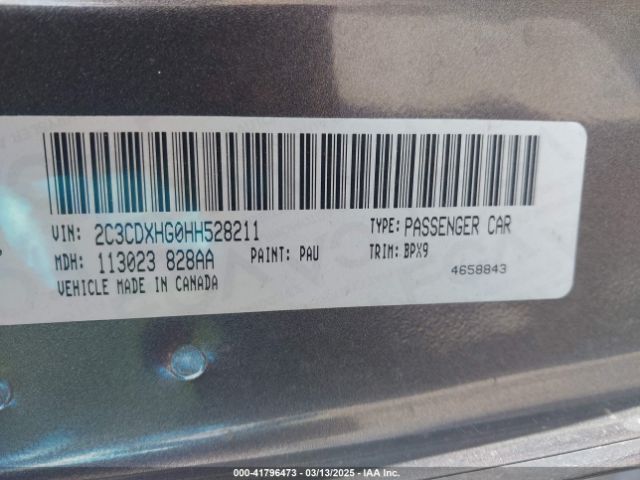 VIN: 2C3CDXHG0HH528211 TYPE: PASSENGER CAR
MDH: 113023 828AA PAINT: PAU TRIM: BPX9
VEHICLE MADE IN CANADA 4658843
000-41796473 — 03/13/2025 — IAA Inc.